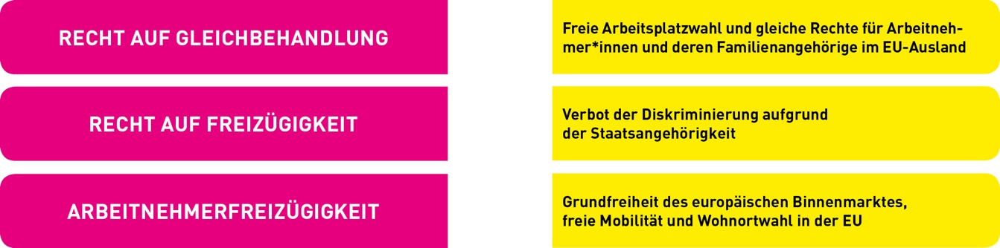 RECHT AUF GLEICHBEHANDLUNG
Freie Arbeitsplatzwahl und gleiche Rechte für Arbeitneh-
mer*innen und deren Familienangehörige im EU-Ausland
RECHT AUF FREIZÜGIGKEIT
Verbot der Diskriminierung aufgrund
der Staatsangehörigkeit
ARBEITNEHMERFREIZÜGIGKEIT
Grundfreiheit des europäischen Binnenmarktes,
freie Mobilität und Wohnortwahl in der EU